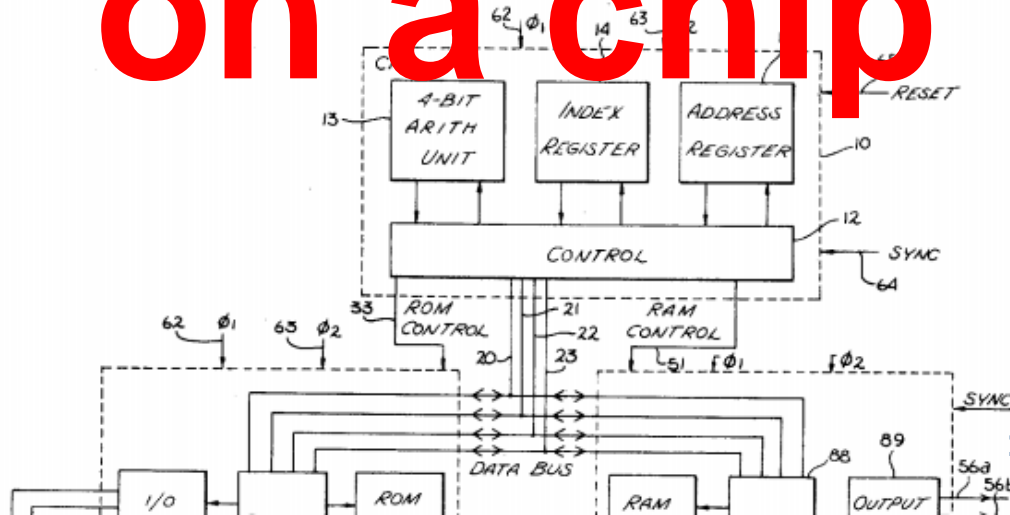 on a chip
62 Φ1 14 63
13
4-BIT
ARITH
UNIT
INDEX
REGISTER
ADDRESS
REGISTER
RESET
10
12
CONTROL
SYNC
64
33
ROM
CONTROL
21
22
RAM
CONTROL
62 Φ1 63 Φ2
20 23
51 Φ1 Φ2
SYNC
DATA BUS
88 89
56a
56b
I/O
ROM
RAM
OUTPUT